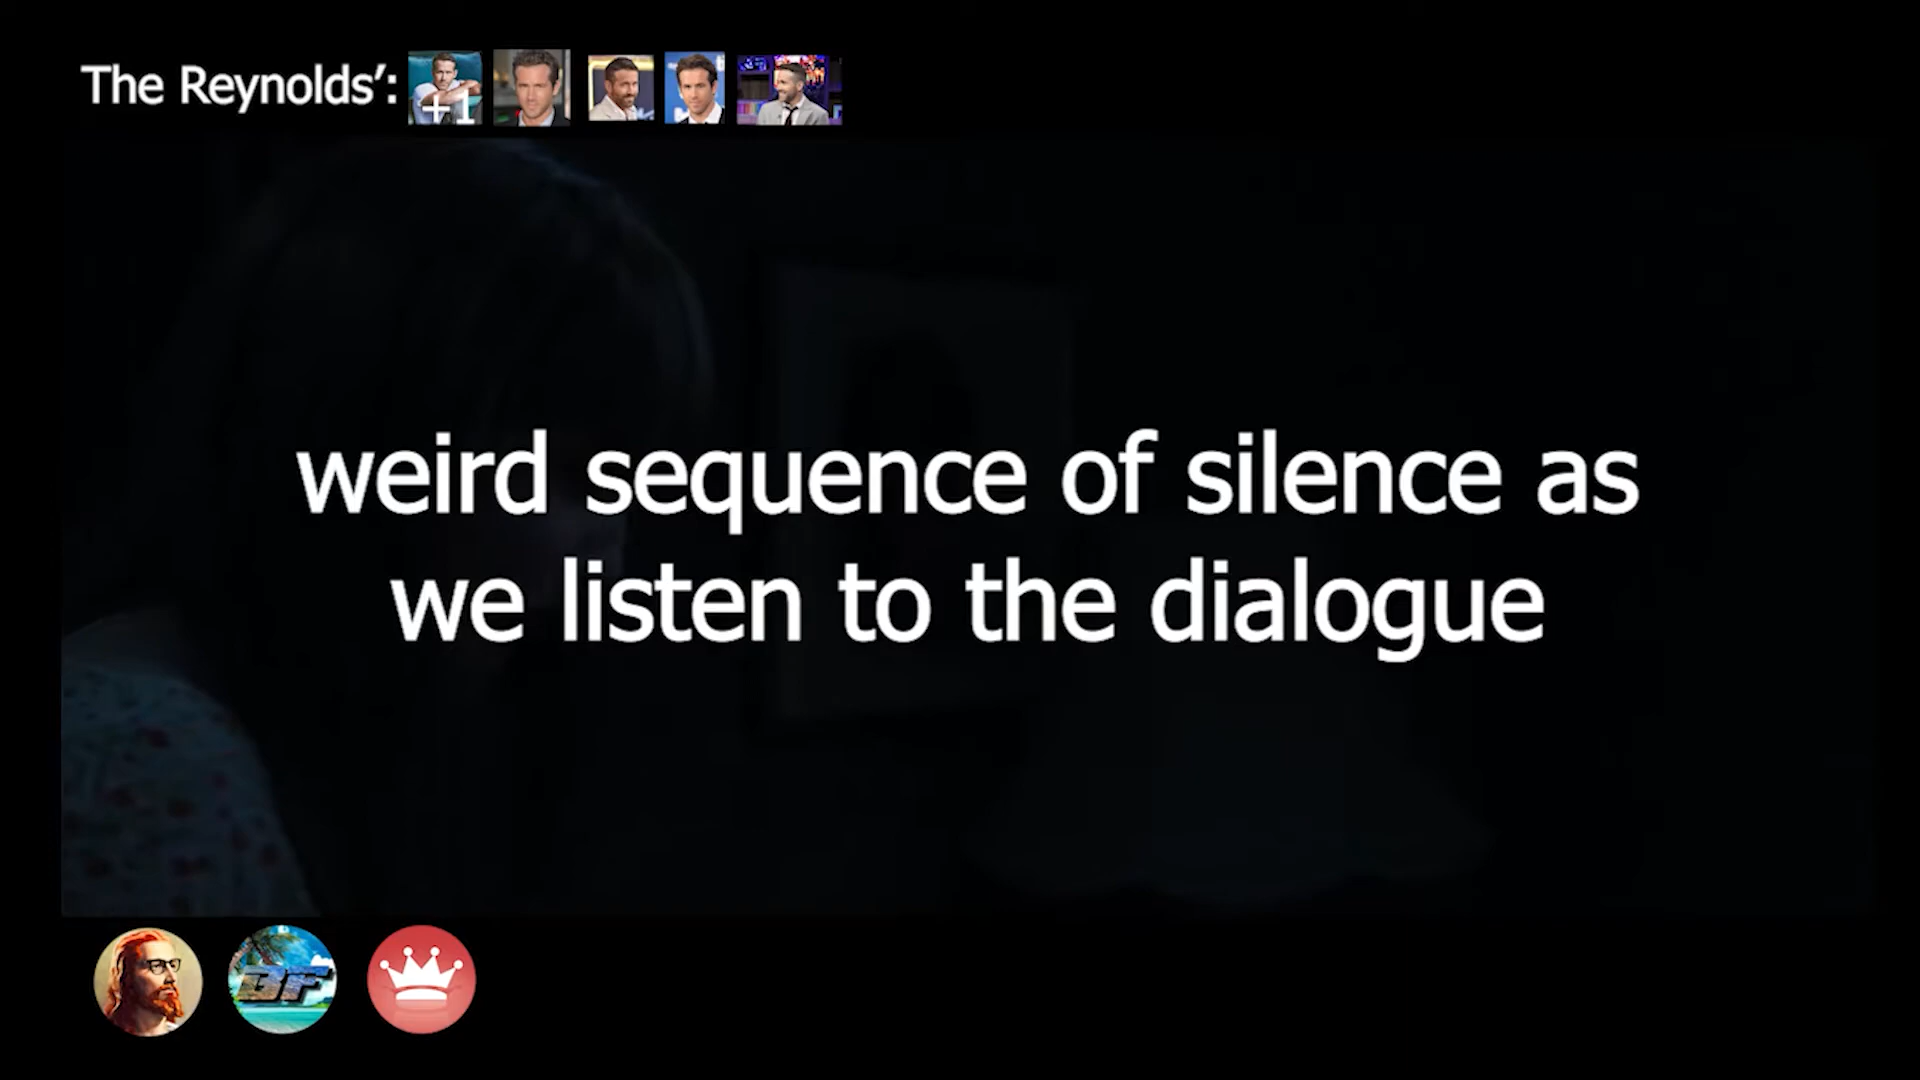 The Reynolds’:
+1
weird sequence of silence as
we listen to the dialogue
BF